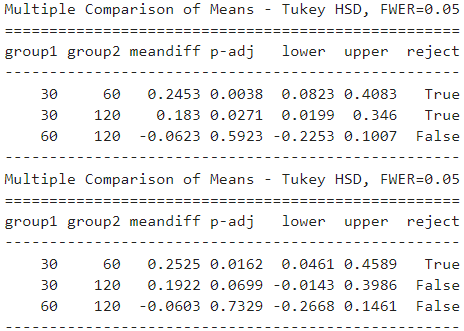 Multiple Comparison of Means - Tukey HSD, FWER=0.05
====================================================
group1 group2 meandiff p-adj   lower  upper  reject
----------------------------------------------------
    30     60   0.2453 0.0038  0.0823 0.4083   True
    30    120    0.183 0.0271  0.0199  0.346   True
    60    120  -0.0623 0.5923 -0.2253 0.1007  False
----------------------------------------------------
Multiple Comparison of Means - Tukey HSD, FWER=0.05
====================================================
group1 group2 meandiff p-adj   lower  upper  reject
----------------------------------------------------
    30     60   0.2525 0.0162  0.0461 0.4589   True
    30    120   0.1922 0.0699 -0.0143 0.3986  False
    60    120  -0.0603 0.7329 -0.2668 0.1461  False
----------------------------------------------------